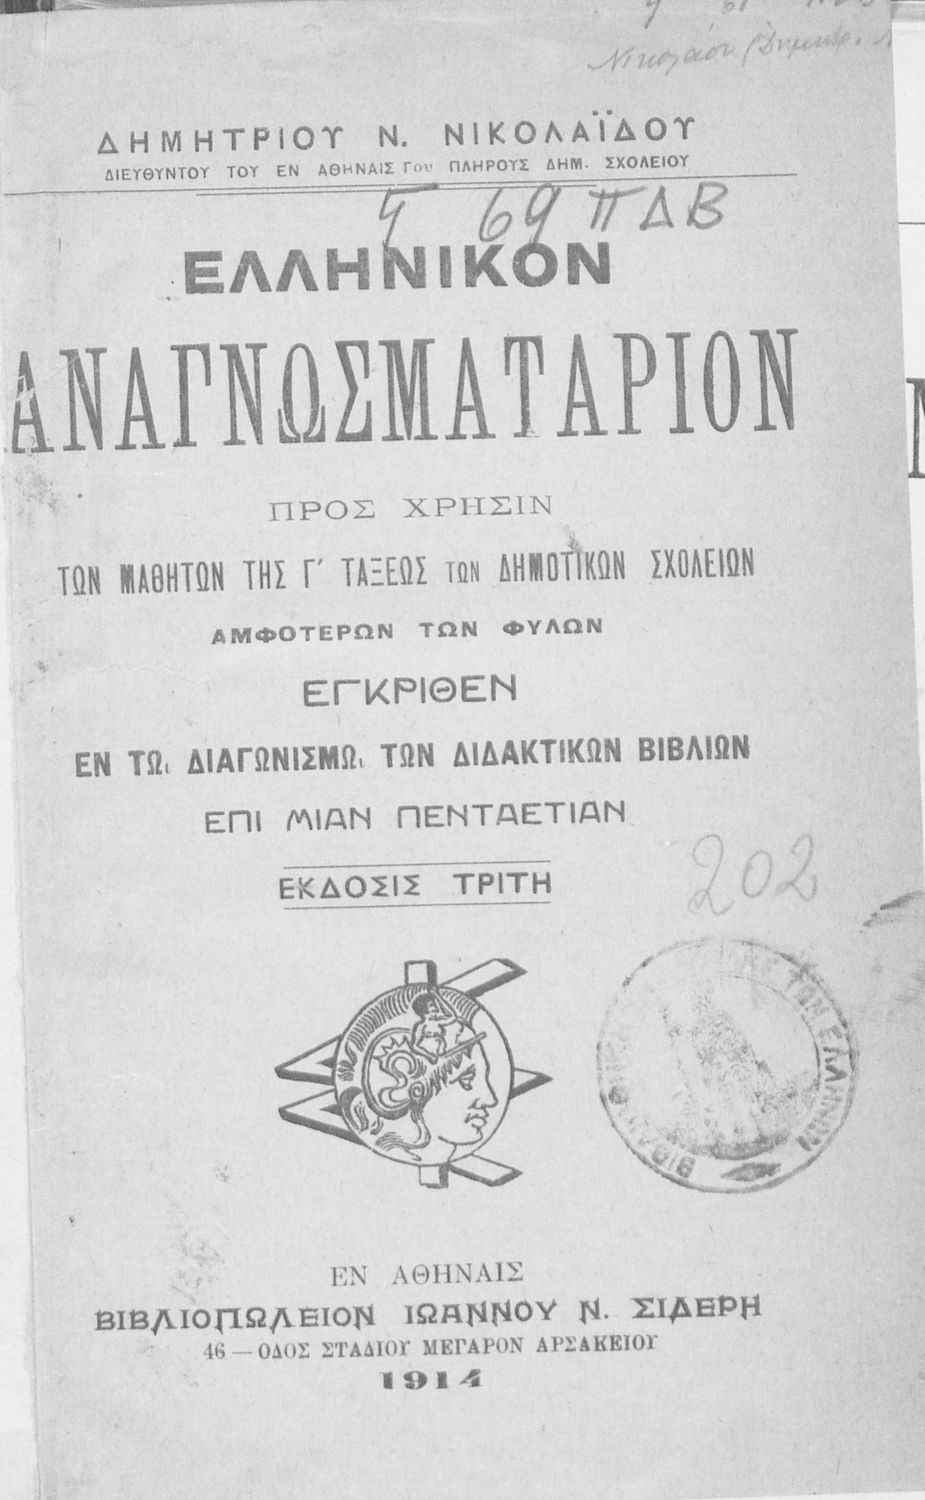 ΔΗΜΗΤΡΙΟΥ Ν. ΝΙΚΟΛΑΪΔΟΥ
ΔΙΕΥΘΥΝΤΟΥ ΤΟΥ ΕΝ ΑΘΗΝΑΙΣ Γου ΠΛΗΡΟΥΣ ΔΗΜ. ΣΧΟΛΕΙΟΥ
69 ΠΔΒ
ΕΛΛΗΝΙΚΟΝ
ΑΝΑΓΝΩΣΜΑΤΑΡΙΟΝ
ΠΡΟΣ ΧΡΗΣΙΝ
ΤΩΝ ΜΑΘΗΤΩΝ ΤΗΣ Γ΄ ΤΑΞΕΩΣ ΤΩΝ ΔΗΜΟΤΙΚΩΝ ΣΧΟΛΕΙΩΝ
ΑΜΦΟΤΕΡΩΝ ΤΩΝ ΦΥΛΩΝ
ΕΓΚΡΙΘΕΝ
ΕΝ ΤΩι ΔΙΑΓΩΝΙΣΜΩι ΤΩΝ ΔΙΔΑΚΤΙΚΩΝ ΒΙΒΛΙΩΝ
ΕΠΙ ΜΙΑΝ ΠΕΝΤΑΕΤΙΑΝ
202
ΕΚΔΟΣΙΣ ΤΡΙΤΗ
ΤΩΝ ΕΛΛΗΝΩΝ
ΕΝ ΑΘΗΝΑΙΣ
ΒΙΒΛΙΟΠΩΛΕΙΟΝ ΙΩΑΝΝΟΥ Ν. ΣΙΔΕΡΗ
46 — ΟΔΟΣ ΣΤΑΔΙΟΥ ΜΕΓΑΡΟΝ ΑΡΣΑΚΕΙΟΥ
1914